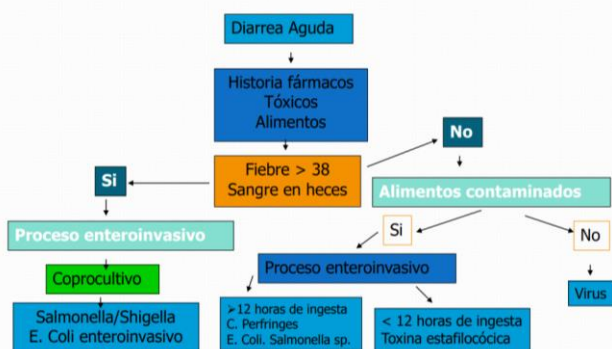 Diarrea Aguda
Historia fármacos
Tóxicos
Alimentos
No
Fiebre > 38
Sangre en heces
Si
Alimentos contaminados
Proceso enteroinvasivo
Si
No
Coprocultivo
Proceso enteroinvasivo
Virus
Salmonella/Shigella
E. Coli enteroinvasivo
➢12 horas de ingesta
C. Perfringes
E. Coli. Salmonella sp.
< 12 horas de ingesta
Toxina estafilocócica